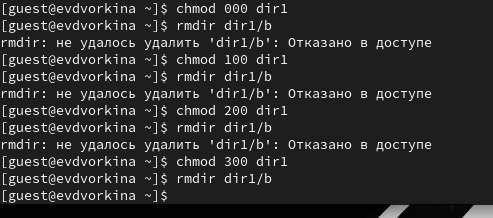 [guest@evdvorkina ~]$ chmod 000 dir1
[guest@evdvorkina ~]$ rmdir dir1/b
rmdir: не удалось удалить 'dir1/b': Отказано в доступе
[guest@evdvorkina ~]$ chmod 100 dir1
[guest@evdvorkina ~]$ rmdir dir1/b
rmdir: не удалось удалить 'dir1/b': Отказано в доступе
[guest@evdvorkina ~]$ chmod 200 dir1
[guest@evdvorkina ~]$ rmdir dir1/b
rmdir: не удалось удалить 'dir1/b': Отказано в доступе
[guest@evdvorkina ~]$ chmod 300 dir1
[guest@evdvorkina ~]$ rmdir dir1/b
[guest@evdvorkina ~]$